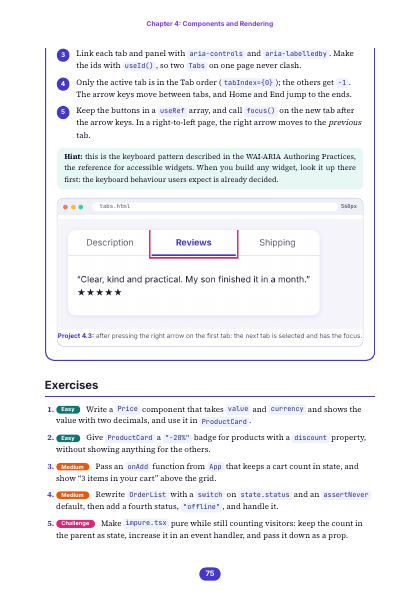 Chapter 4: Components and Rendering
3 Link each tab and panel with aria-controls and aria-labelledby. Make
the ids with useId(), so two Tabs on one page never clash.
4 Only the active tab is in the Tab order (tabIndex={0}); the others get -1.
The arrow keys move between tabs, and Home and End jump to the ends.
5 Keep the buttons in a useRef array, and call focus() on the new tab after
the arrow keys. In a right-to-left page, the right arrow moves to the previous
tab.
Hint: this is the keyboard pattern described in the WAI-ARIA Authoring Practices,
the reference for accessible widgets. When you build any widget, look it up there
first: the keyboard behaviour users expect is already decided.
tabs.html 560px
Description Reviews Shipping
“Clear, kind and practical. My son finished it in a month.”
★★★★★
Project 4.3: after pressing the right arrow on the first tab: the next tab is selected and has the focus.
Exercises
1. Easy Write a Price component that takes value and currency and shows the
value with two decimals, and use it in ProductCard.
2. Easy Give ProductCard a "-20%" badge for products with a discount property,
without showing anything for the others.
3. Medium Pass an onAdd function from App that keeps a cart count in state, and
show “3 items in your cart” above the grid.
4. Medium Rewrite OrderList with a switch on state.status and an assertNever
default, then add a fourth status, "offline", and handle it.
5. Challenge Make impure.tsx pure while still counting visitors: keep the count in
the parent as state, increase it in an event handler, and pass it down as a prop.
75